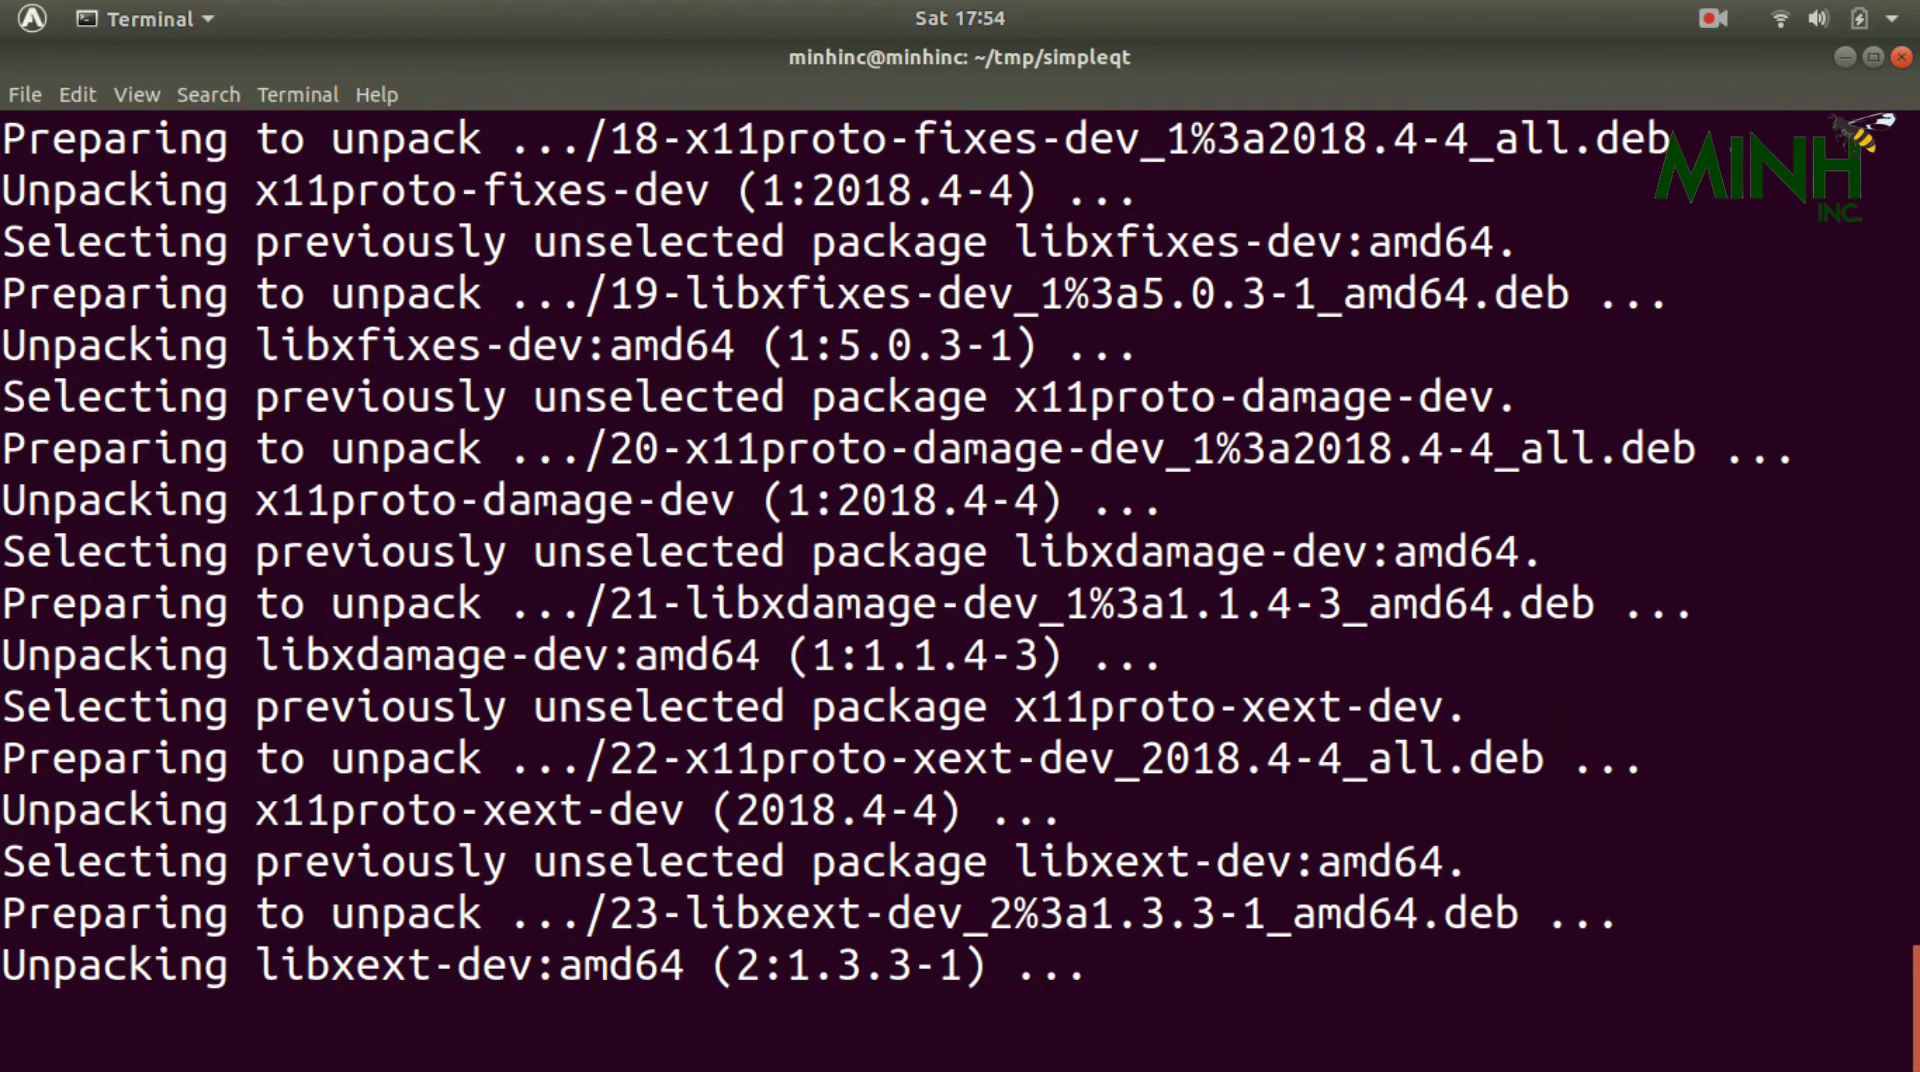 Terminal
Sat 17:54
minhinc@minhinc: ~/tmp/simpleqt
File Edit View Search Terminal Help
Preparing to unpack .../18-x11proto-fixes-dev_1%3a2018.4-4_all.deb
MINH
INC.
Unpacking x11proto-fixes-dev (1:2018.4-4) ...
Selecting previously unselected package libxfixes-dev:amd64.
Preparing to unpack .../19-libxfixes-dev_1%3a5.0.3-1_amd64.deb ...
Unpacking libxfixes-dev:amd64 (1:5.0.3-1) ...
Selecting previously unselected package x11proto-damage-dev.
Preparing to unpack .../20-x11proto-damage-dev_1%3a2018.4-4_all.deb ...
Unpacking x11proto-damage-dev (1:2018.4-4) ...
Selecting previously unselected package libxdamage-dev:amd64.
Preparing to unpack .../21-libxdamage-dev_1%3a1.1.4-3_amd64.deb ...
Unpacking libxdamage-dev:amd64 (1:1.1.4-3) ...
Selecting previously unselected package x11proto-xext-dev.
Preparing to unpack .../22-x11proto-xext-dev_2018.4-4_all.deb ...
Unpacking x11proto-xext-dev (2018.4-4) ...
Selecting previously unselected package libxext-dev:amd64.
Preparing to unpack .../23-libxext-dev_2%3a1.3.3-1_amd64.deb ...
Unpacking libxext-dev:amd64 (2:1.3.3-1) ...